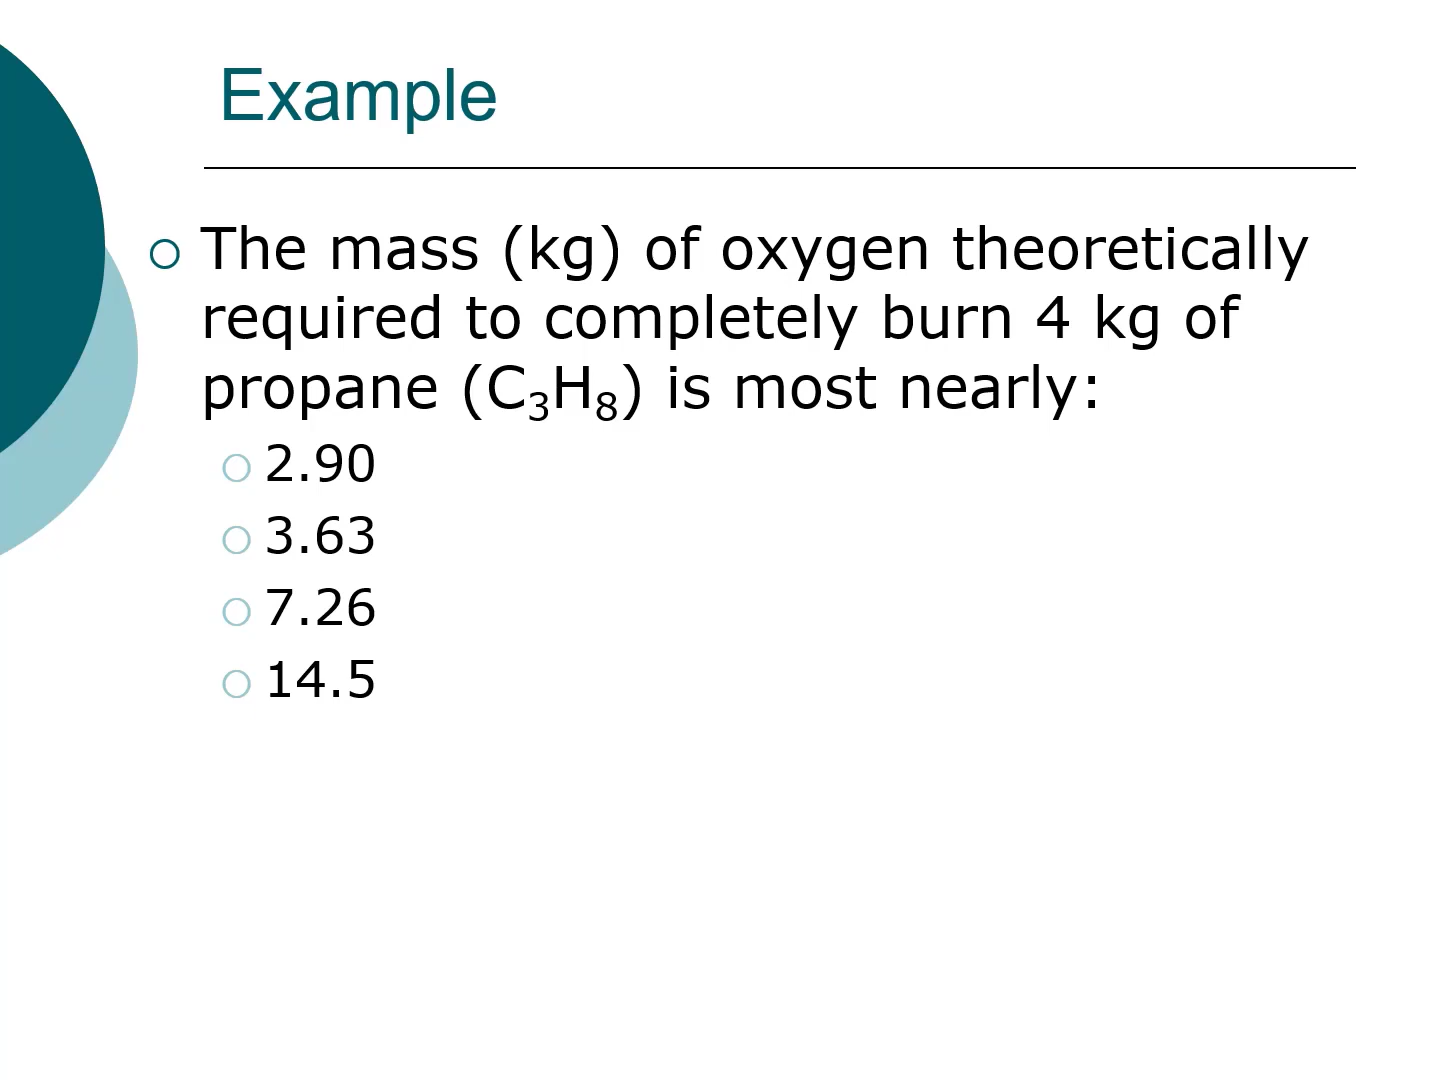 Example
The mass (kg) of oxygen theoretically
required to completely burn 4 kg of
propane (C₃H₈) is most nearly:
2.90
3.63
7.26
14.5